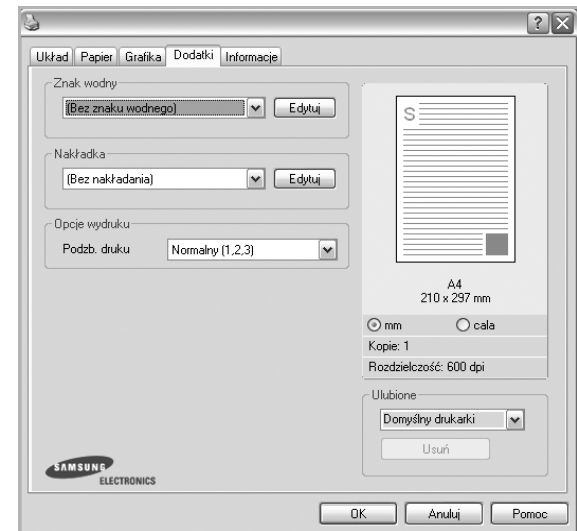 ?
Układ Papier Grafika Dodatki Informacje
Znak wodny
(Bez znaku wodnego) Edytuj
Nakładka
(Bez nakładania) Edytuj
Opcje wydruku
Podzb. druku Normalny (1,2,3)
S
A4
210 x 297 mm
mm cala
Kopie: 1
Rozdzielczość: 600 dpi
Ulubione
Domyślny drukarki
Usuń
SAMSUNG
ELECTRONICS
OK Anuluj Pomoc